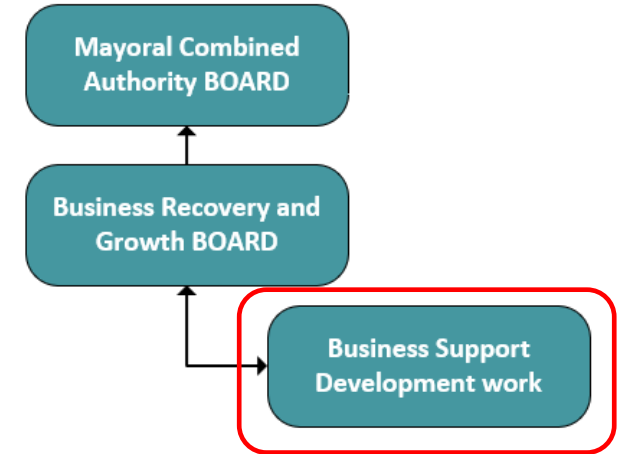 Mayoral Combined
Authority BOARD
Business Recovery and
Growth BOARD
Business Support
Development work